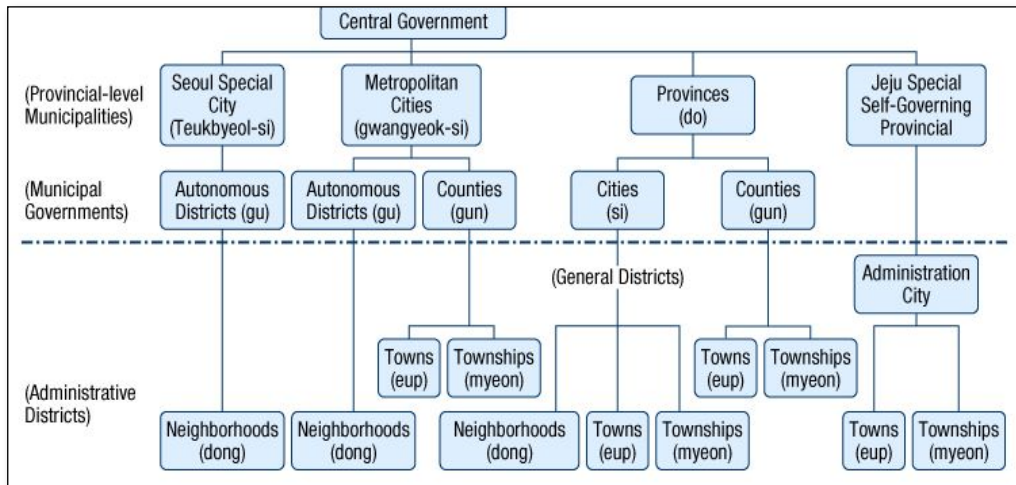 Central Government
(Provincial-level
Municipalities)
Seoul Special
City
(Teukbyeol-si)
Metropolitan
Cities
(gwangyeok-si)
Provinces
(do)
Jeju Special
Self-Governing
Provincial
(Municipal
Governments)
Autonomous
Districts (gu)
Autonomous
Districts (gu)
Counties
(gun)
Cities
(si)
Counties
(gun)
(General Districts)
Administration
City
(Administrative
Districts)
Towns
(eup)
Townships
(myeon)
Towns
(eup)
Townships
(myeon)
Neighborhoods
(dong)
Neighborhoods
(dong)
Neighborhoods
(dong)
Towns
(eup)
Townships
(myeon)
Towns
(eup)
Townships
(myeon)